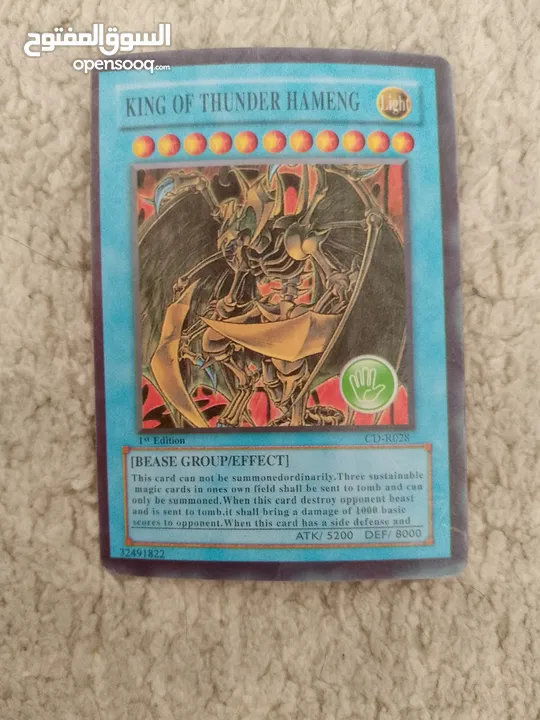 السوق المفتوح
opensooq.com
KING OF THUNDER HAMENG
Light
1st Edition
CD-R028
[BEASE GROUP/EFFECT]
This card can not be summonedordinarily.Three sustainable
magic cards in ones own field shall be sent to tomb and can
only be summoned.When this card destroy opponent beast
and is sent to tomb.it shall bring a damage of 1000 basic
scores to opponent.When this card has a side defense and
ATK/ 5200 DEF/ 8000
32491822